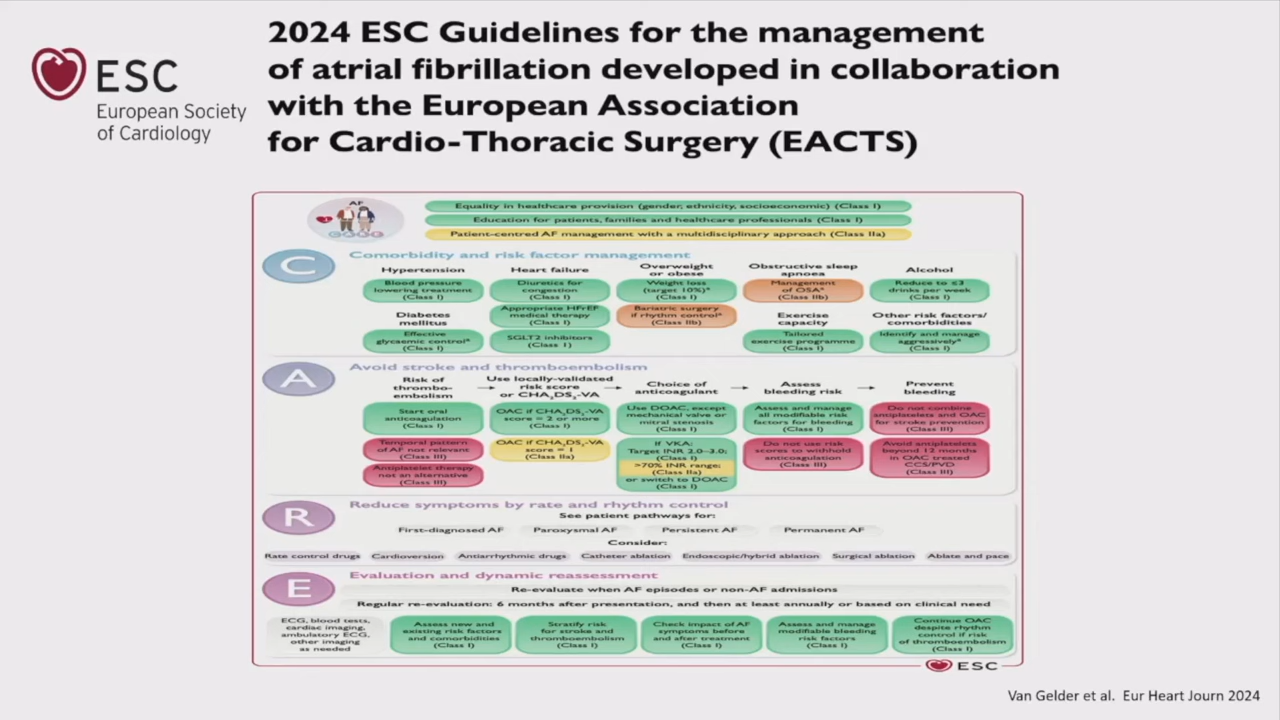 2024 ESC Guidelines for the management
of atrial fibrillation developed in collaboration
with the European Association
for Cardio-Thoracic Surgery (EACTS)
ESC
European Society
of Cardiology
AF
Equality in healthcare provision (gender, ethnicity, socioeconomic) (Class I)
Education for patients, families and healthcare professionals (Class I)
Patient-centred AF management with a multidisciplinary approach (Class IIa)
C
Comorbidity and risk factor management
Hypertension
Blood pressure
lowering treatment
(Class I)
Diabetes
mellitus
Effective
glycaemic control*
(Class I)
Heart failure
Diuretics for
congestion
(Class I)
Appropriate HFrEF
medical therapy
(Class I)
SGLT2 inhibitors
(Class I)
Overweight
or obese
Weight loss
(target 10%)*
(Class I)
Bariatric surgery
if rhythm control*
(Class IIb)
Obstructive sleep
apnoea
Management
of OSA*
(Class IIb)
Exercise
capacity
Tailored
exercise programme
(Class I)
Alcohol
Reduce to ≤3
drinks per week
(Class I)
Other risk factors/
comorbidities
Identify and manage
aggressively*
(Class I)
A
Avoid stroke and thromboembolism
Risk of
thrombo-
embolism
Start oral
anticoagulation
(Class I)
Temporal pattern
of AF not relevant
(Class III)
Antiplatelet therapy
not an alternative
(Class III)
Use locally-validated
risk score
or CHA₂DS₂-VA
OAC if CHA₂DS₂-VA
score = 2 or more
(Class I)
OAC if CHA₂DS₂-VA
score = 1
(Class IIa)
Choice of
anticoagulant
Use DOAC, except
mechanical valve or
mitral stenosis
(Class I)
If VKA:
Target INR 2.0–3.0;
(Class I)
>70% INR range;
(Class IIa)
or switch to DOAC
(Class I)
Assess
bleeding risk
Assess and manage
all modifiable risk
factors for bleeding
(Class I)
Do not use risk
scores to withhold
anticoagulation
(Class III)
Prevent
bleeding
Do not combine
antiplatelets and OAC
for stroke prevention
(Class III)
Avoid antiplatelets
beyond 12 months
in OAC treated
CCS/PVD
(Class III)
R
Reduce symptoms by rate and rhythm control
See patient pathways for:
First-diagnosed AF Paroxysmal AF Persistent AF Permanent AF
Consider:
Rate control drugs Cardioversion Antiarrhythmic drugs Catheter ablation Endoscopic/hybrid ablation Surgical ablation Ablate and pace
E
Evaluation and dynamic reassessment
Re-evaluate when AF episodes or non-AF admissions
Regular re-evaluation: 6 months after presentation, and then at least annually or based on clinical need
ECG, blood tests,
cardiac imaging,
ambulatory ECG,
other imaging
as needed
Assess new and
existing risk factors
and comorbidities
(Class I)
Stratify risk
for stroke and
thromboembolism
(Class I)
Check impact of AF
symptoms before
and after treatment
(Class I)
Assess and manage
modifiable bleeding
risk factors
(Class I)
Continue OAC
despite rhythm
control if risk
of thromboembolism
(Class I)
ESC
Van Gelder et al. Eur Heart Journ 2024